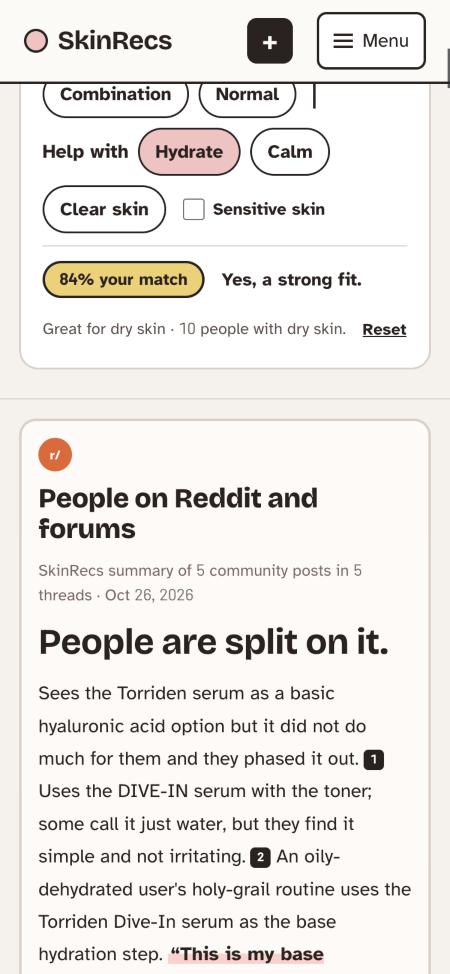 SkinRecs
+
Menu
Combination Normal
Help with Hydrate Calm
Clear skin Sensitive skin
84% your match Yes, a strong fit.
Great for dry skin · 10 people with dry skin. Reset
r/
People on Reddit and
forums
SkinRecs summary of 5 community posts in 5
threads · Oct 26, 2026
People are split on it.
Sees the Torriden serum as a basic
hyaluronic acid option but it did not do
much for them and they phased it out. 1
Uses the DIVE-IN serum with the toner;
some call it just water, but they find it
simple and not irritating. 2 An oily-
dehydrated user's holy-grail routine uses the
Torriden Dive-In serum as the base
hydration step. “This is my base